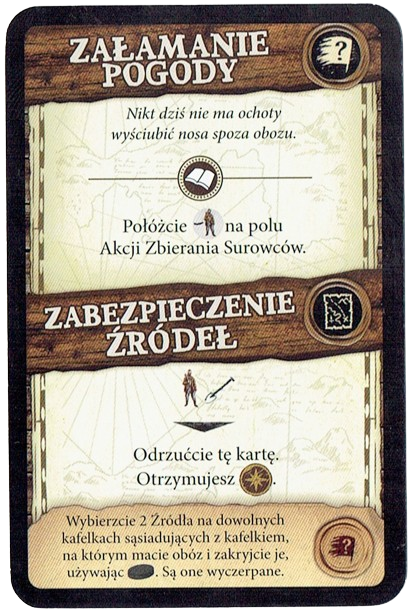 ZAŁAMANIE
POGODY
?
Nikt dziś nie ma ochoty
wyściubić nosa spoza obozu.
Połóżcie na polu
Akcji Zbierania Surowców.
ZABEZPIECZENIE
ŹRÓDEŁ
Odrzućcie tę kartę.
Otrzymujesz .
Wybierzcie 2 Źródła na dowolnych
kafelkach sąsiadujących z kafelkiem,
na którym macie obóz i zakryjcie je,
używając . Są one wyczerpane.
?